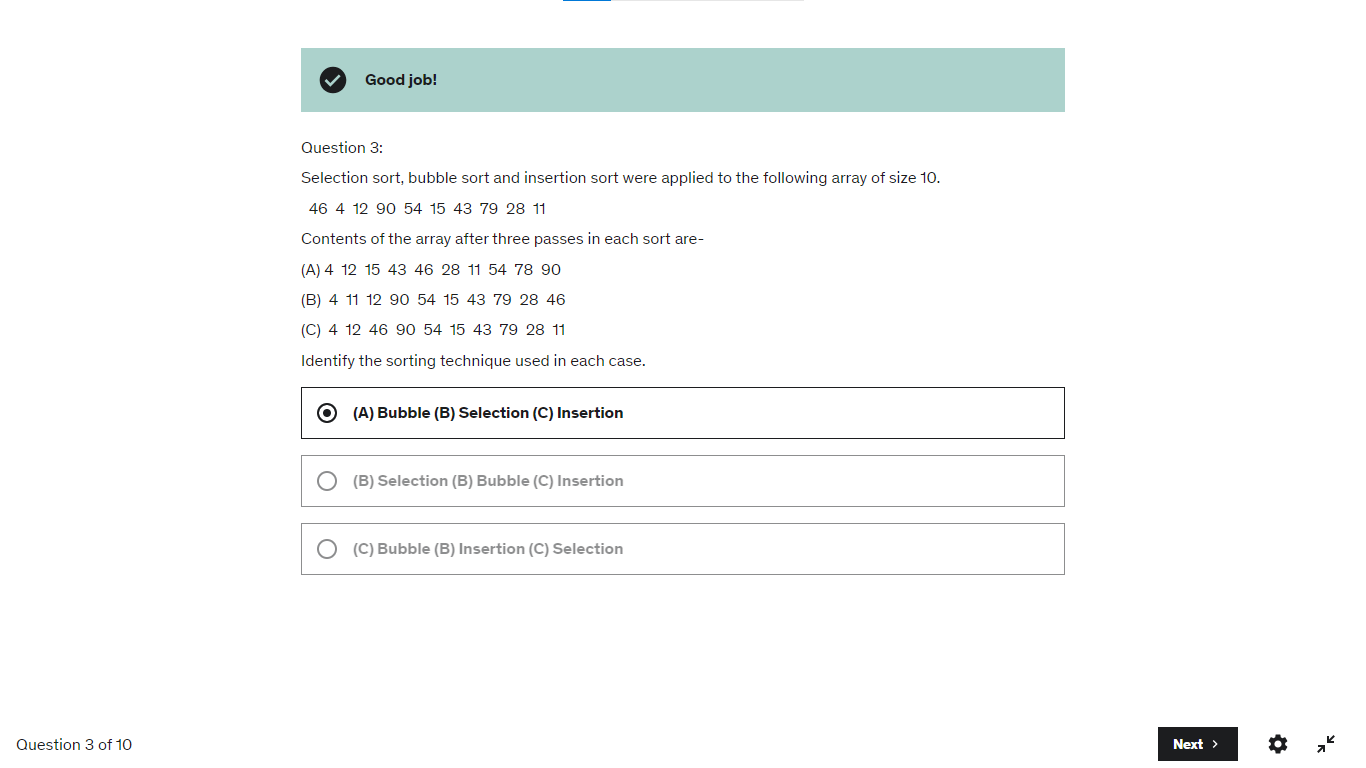 Good job!
Question 3:
Selection sort, bubble sort and insertion sort were applied to the following array of size 10.
46 4 12 90 54 15 43 79 28 11
Contents of the array after three passes in each sort are-
(A) 4 12 15 43 46 28 11 54 78 90
(B) 4 11 12 90 54 15 43 79 28 46
(C) 4 12 46 90 54 15 43 79 28 11
Identify the sorting technique used in each case.
(A) Bubble (B) Selection (C) Insertion
(B) Selection (B) Bubble (C) Insertion
(C) Bubble (B) Insertion (C) Selection
Question 3 of 10
Next